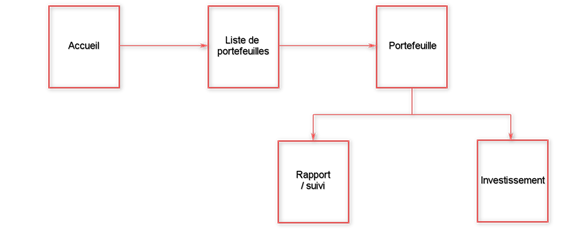 Accueil
Liste de
portefeuilles
Portefeuille
Rapport
/ suivi
Investissement